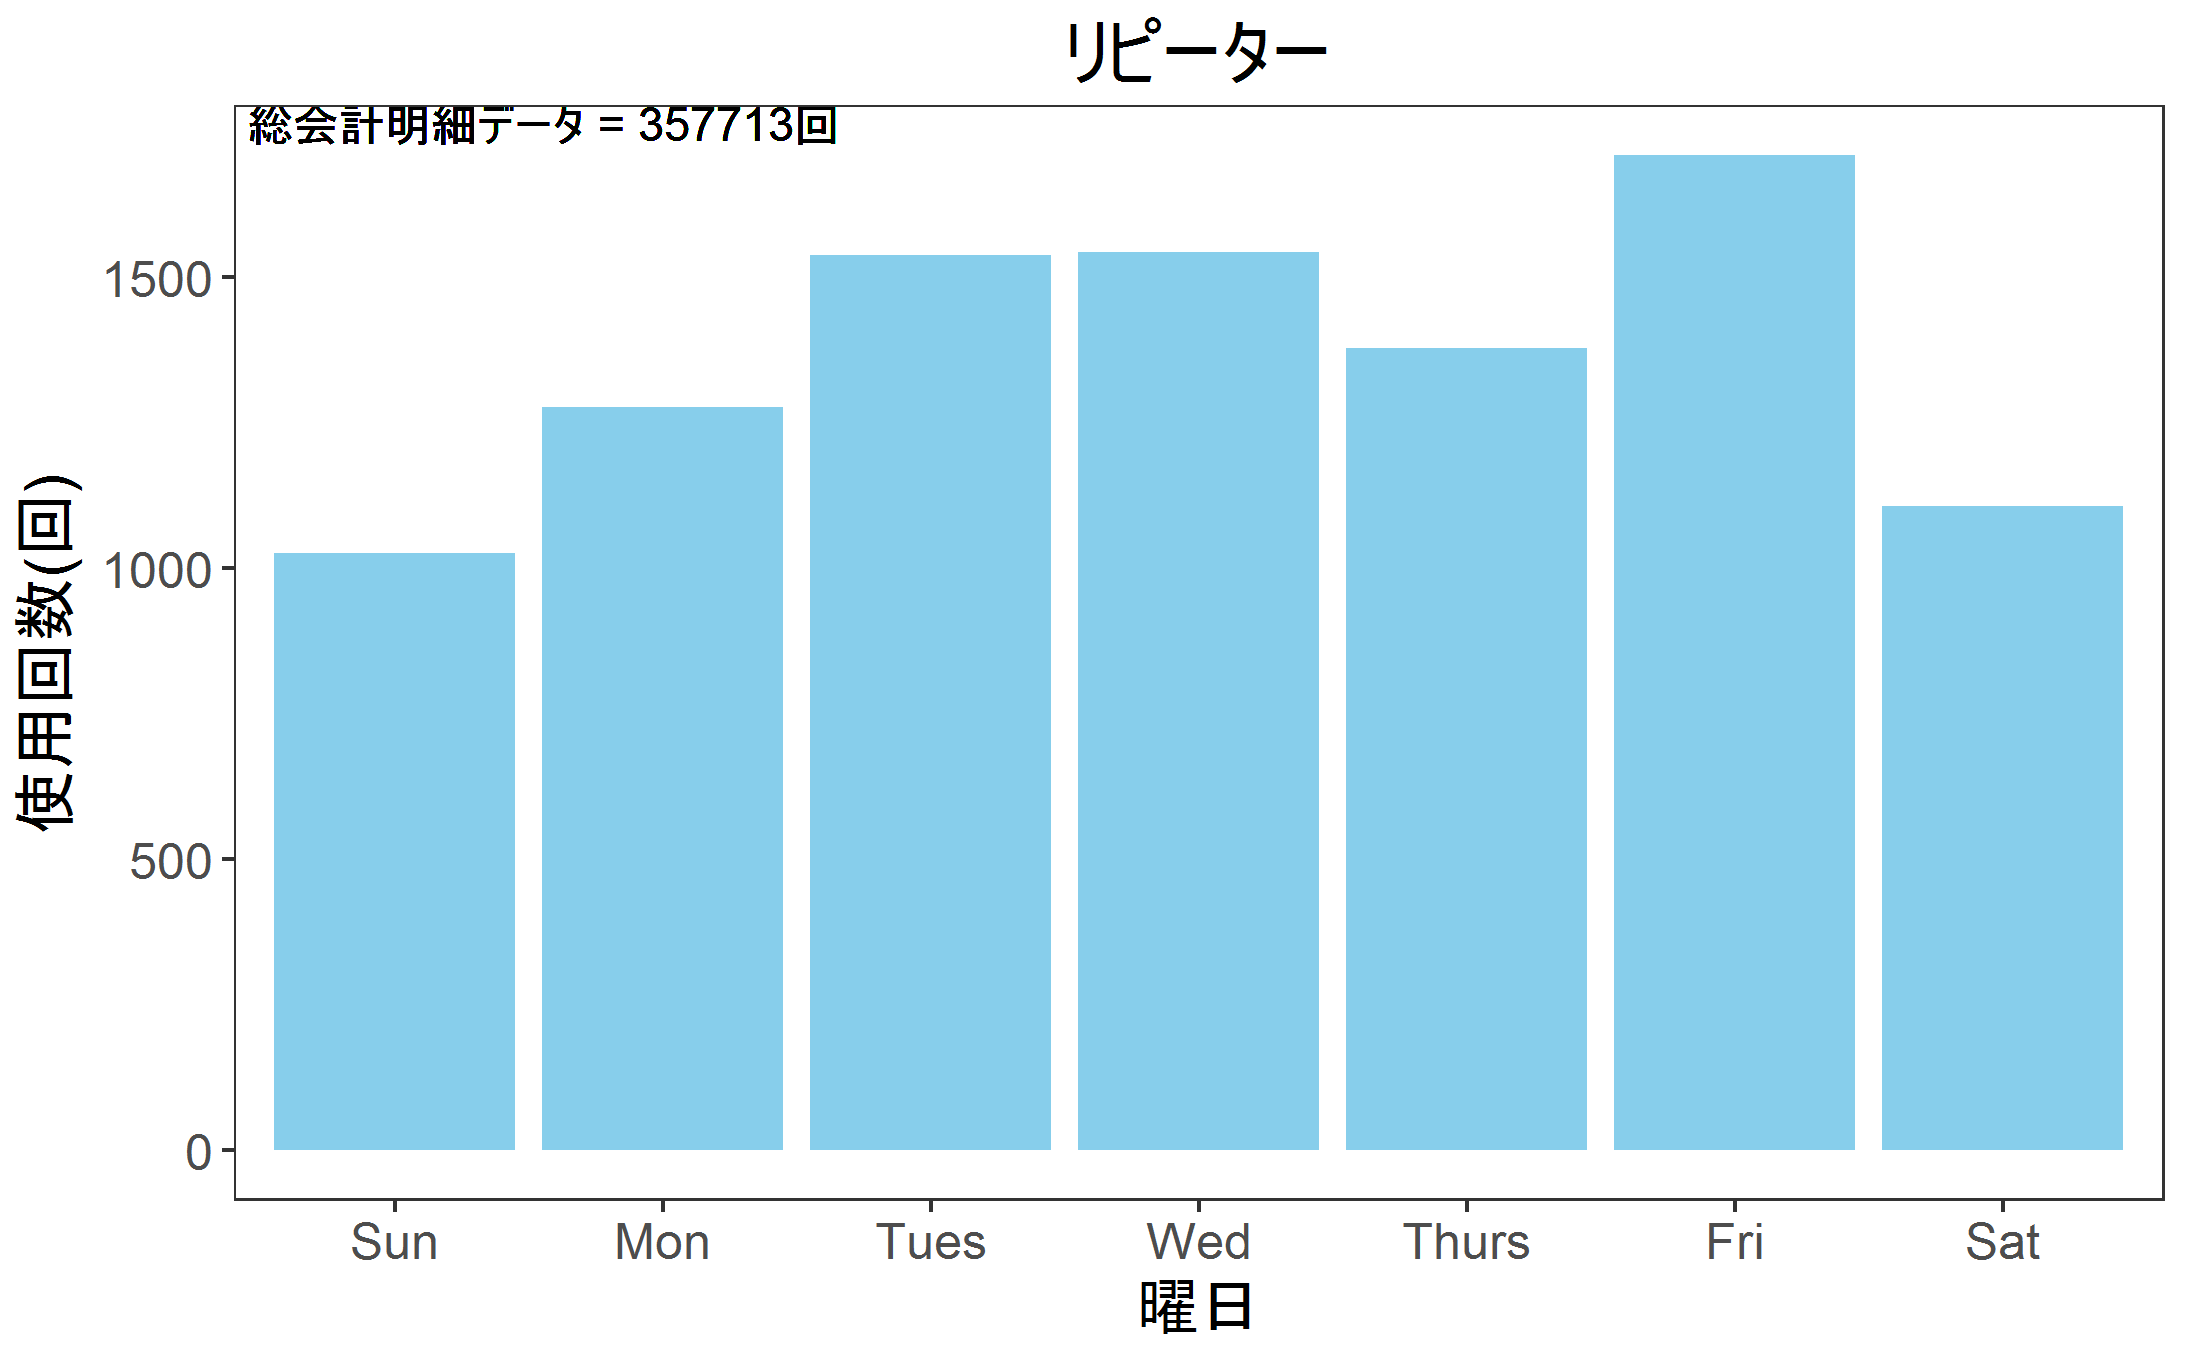 リピーター
総会計明細データ = 357713回
使用回数(回)
1500
1000
500
0
Sun Mon Tues Wed Thurs Fri Sat
曜日